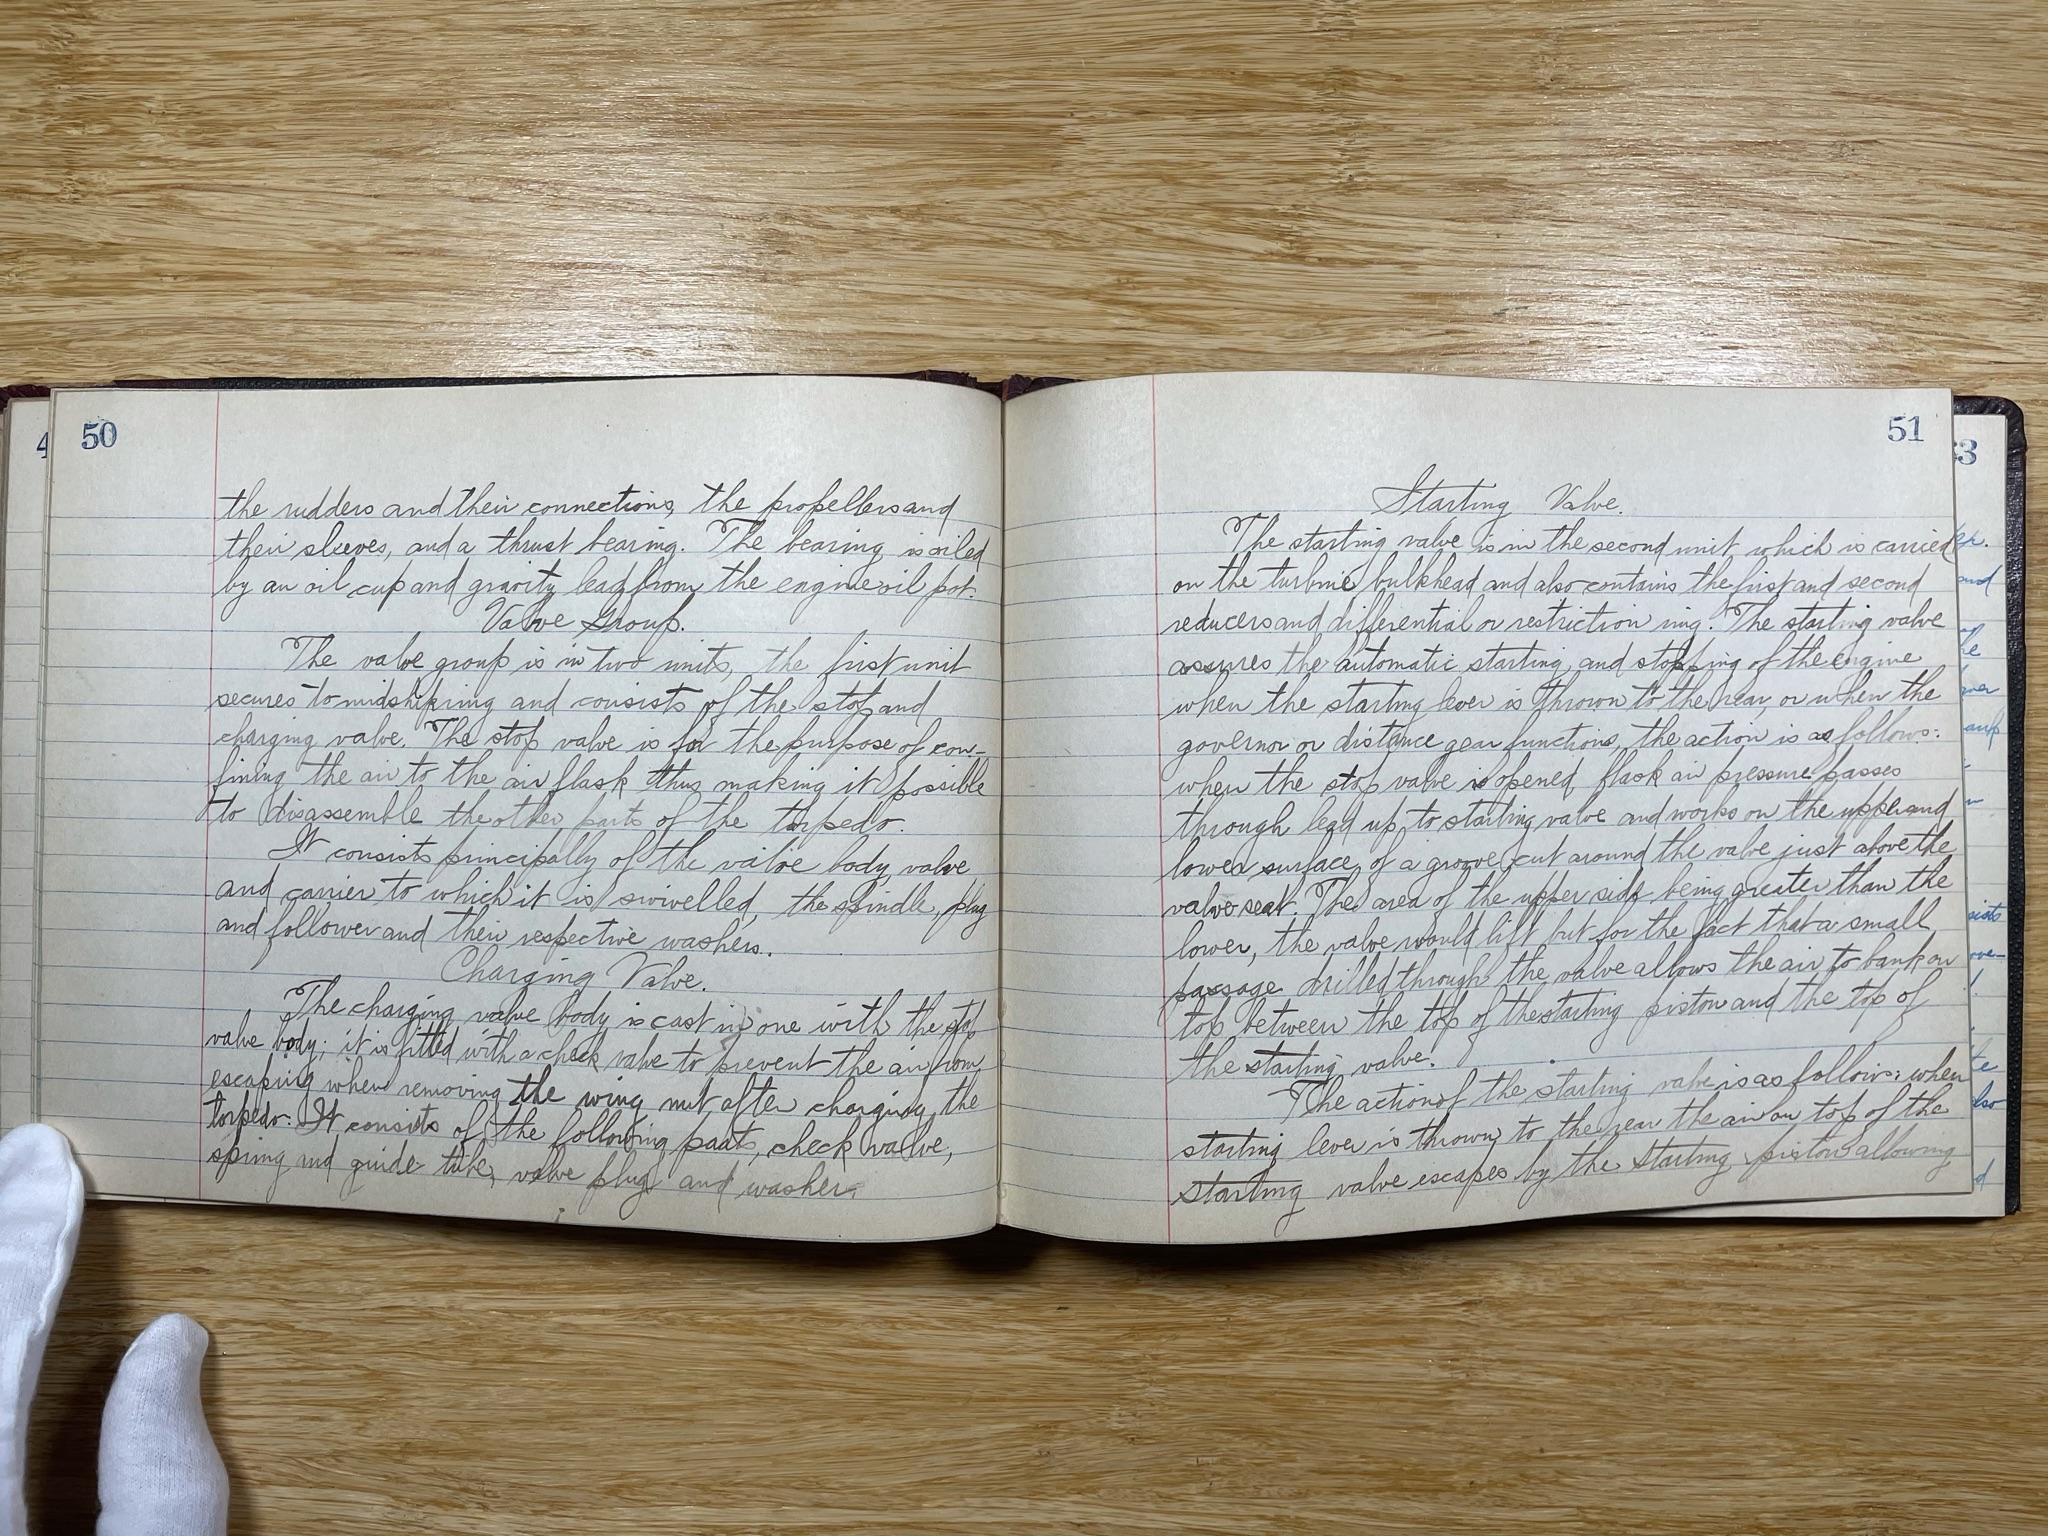 50
the rudders and their connections, the propellers and
their sleeves, and a thrust bearing. The bearing is oiled
by an oil cup and gravity lead from the engine oil pot.
Valve Group.
The valve group is in two units, the first unit
secures to midship ring and consists of the stop and
charging valve. The stop valve is for the purpose of con-
fining the air to the air flask thus making it possible
to disassemble the other parts of the torpedo.
It consists principally of the valve body, valve
and carrier to which it is swivelled, the spindle, plug
and follower and their respective washers.
Charging Valve.
The charging valve body is cast in one with the stop
valve body; it is fitted with a check valve to prevent the air from
escaping when removing the wing nut after charging the
torpedo. It consists of the following parts, check valve,
spring and guide tube, valve plug and washer.
51
Starting Valve.
The starting valve is in the second unit which is carried
on the turbine bulkhead and also contains the first and second
reducers and differential or restriction ring. The starting valve
assures the automatic starting and stopping of the engine
when the starting lever is thrown to the rear or when the
governor or distance gear functions, the action is as follows:
when the stop valve is opened, flask air pressure passes
through lead up to starting valve and works on the upper and
lower surface of a groove cut around the valve just above the
valve seat. The area of the upper side being greater than the
lower, the valve would lift but for the fact that a small
passage drilled through the valve allows the air to bank on
top between the top of the starting piston and the top of
the starting valve.
The action of the starting valve is as follows: when
starting lever is thrown to the rear the air on top of the
starting valve escapes by the starting piston allowing